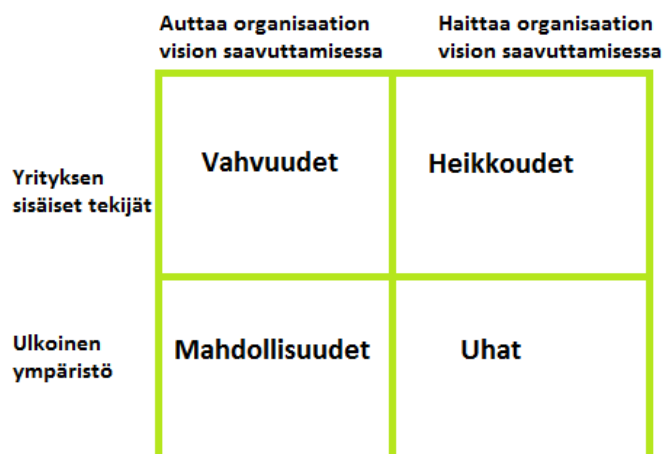 Auttaa organisaation
vision saavuttamisessa
Haittaa organisaation
vision saavuttamisessa
Yrityksen
sisäiset tekijät
Vahvuudet
Heikkoudet
Ulkoinen
ympäristö
Mahdollisuudet
Uhat